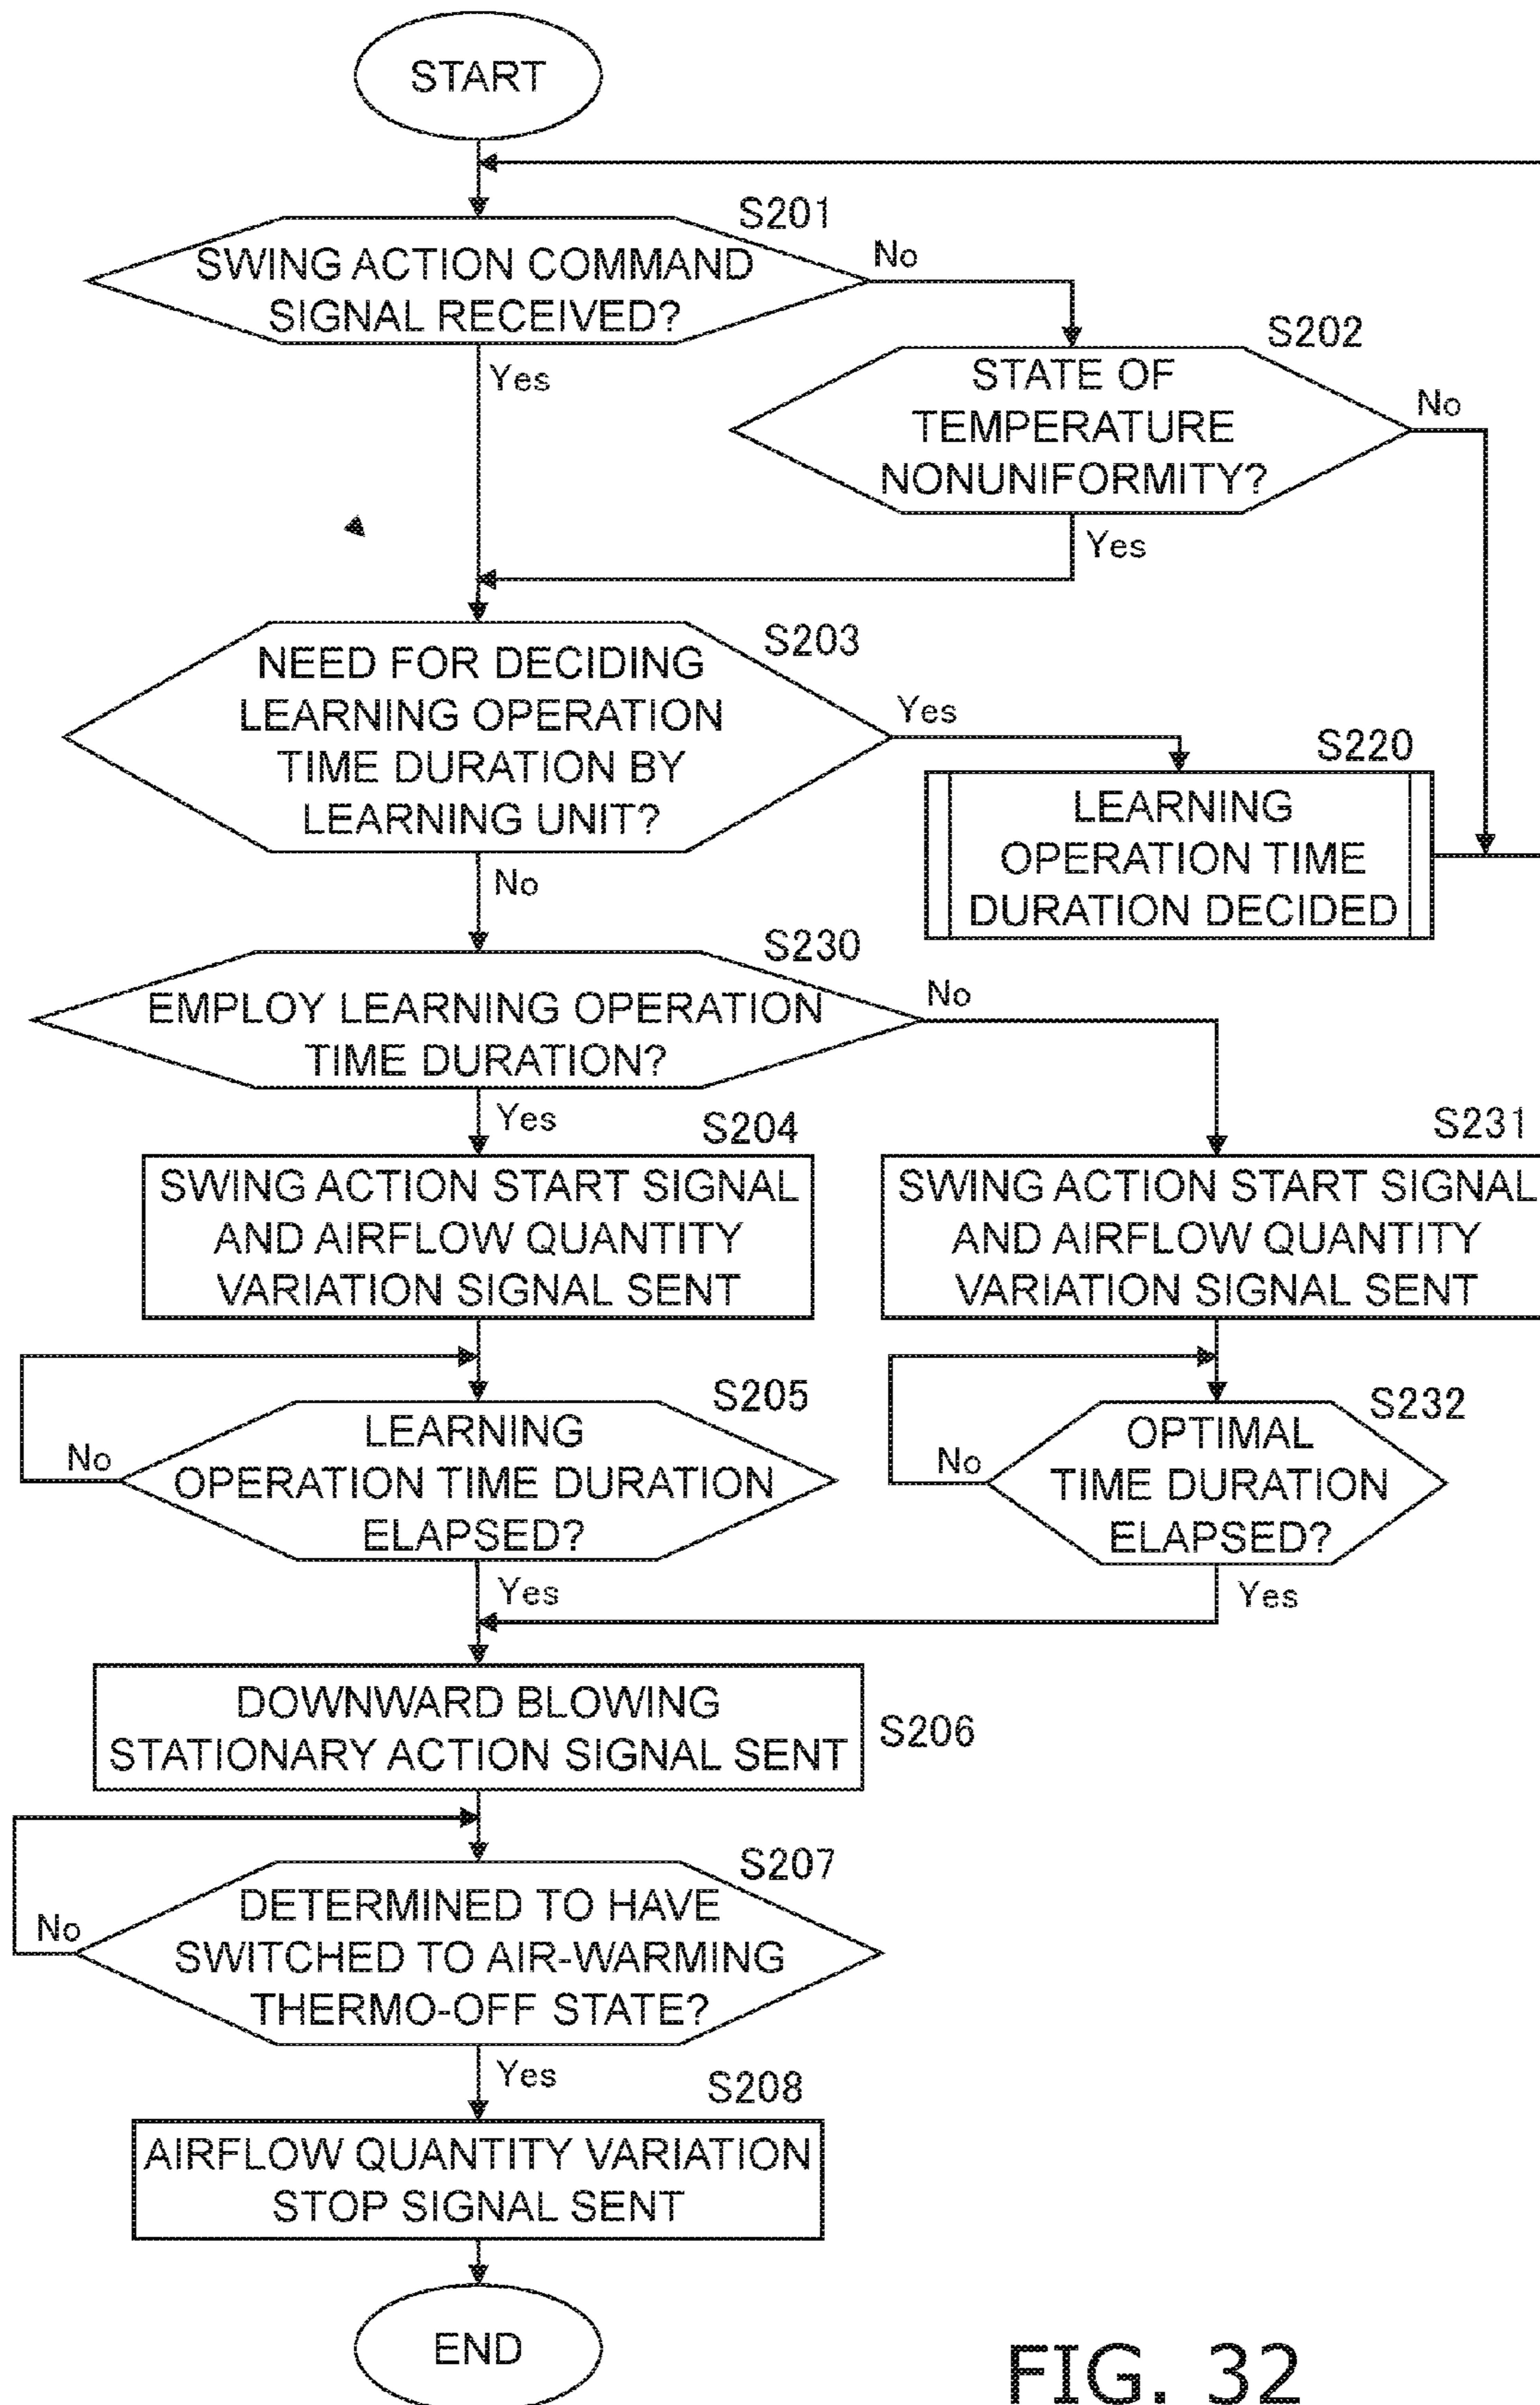 START
S201
SWING ACTION COMMAND
SIGNAL RECEIVED?
No
Yes
S202
STATE OF
TEMPERATURE
NONUNIFORMITY?
No
Yes
S203
NEED FOR DECIDING
LEARNING OPERATION
TIME DURATION BY
LEARNING UNIT?
Yes
No
S220
LEARNING
OPERATION TIME
DURATION DECIDED
S230
EMPLOY LEARNING OPERATION
TIME DURATION?
No
Yes
S204
SWING ACTION START SIGNAL
AND AIRFLOW QUANTITY
VARIATION SIGNAL SENT
S231
SWING ACTION START SIGNAL
AND AIRFLOW QUANTITY
VARIATION SIGNAL SENT
S205
LEARNING
OPERATION TIME DURATION
ELAPSED?
No
Yes
S232
OPTIMAL
TIME DURATION
ELAPSED?
No
Yes
DOWNWARD BLOWING
STATIONARY ACTION SIGNAL SENT
S206
S207
DETERMINED TO HAVE
SWITCHED TO AIR-WARMING
THERMO-OFF STATE?
No
Yes
S208
AIRFLOW QUANTITY VARIATION
STOP SIGNAL SENT
END
FIG. 32